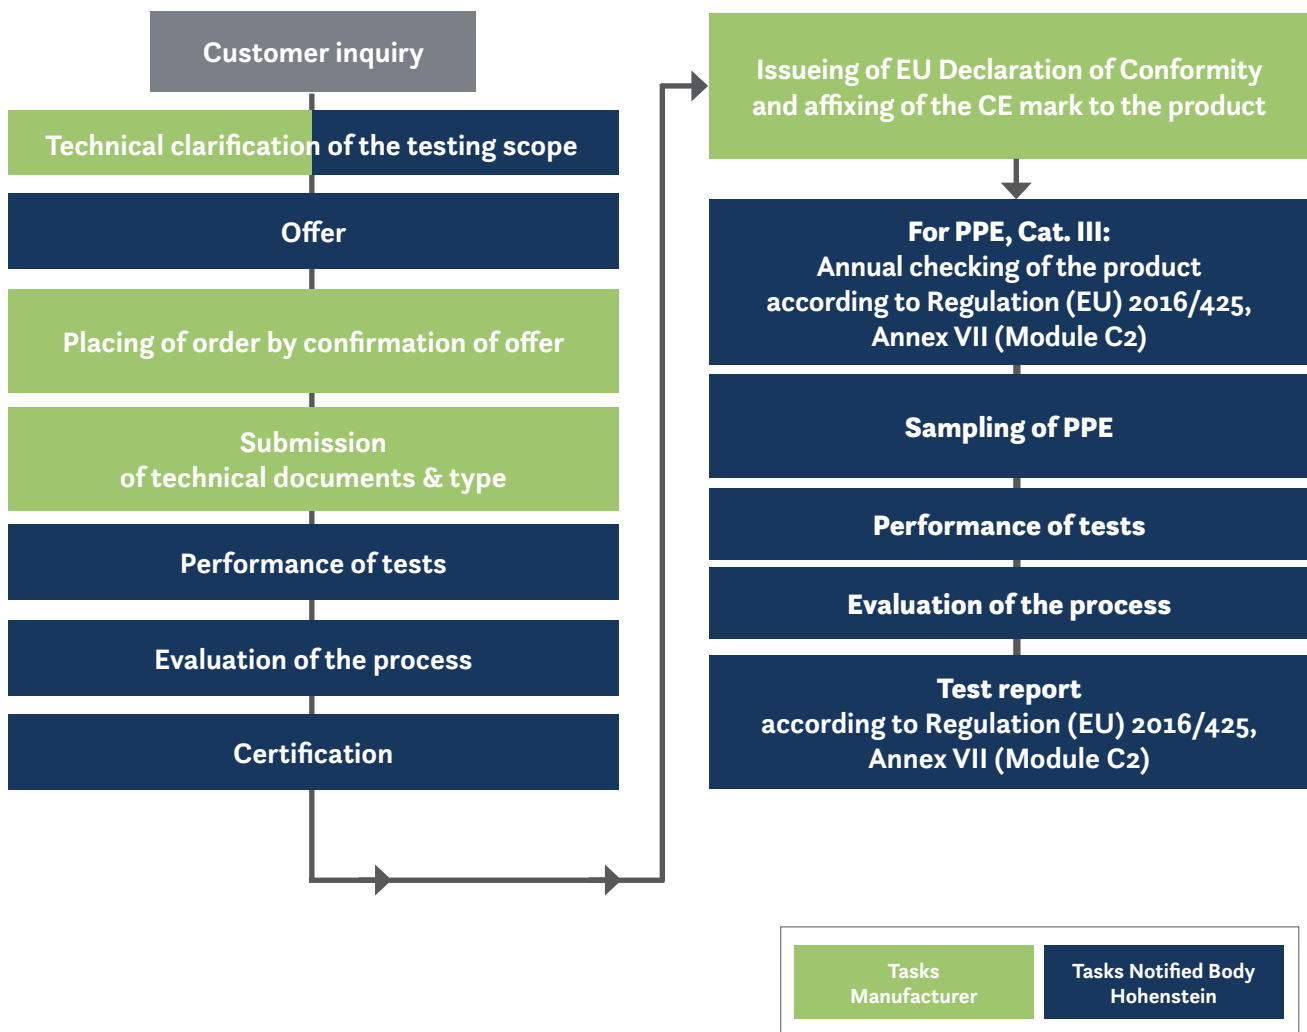 Customer inquiry
Technical clarification of the testing scope
Offer
Placing of order by confirmation of offer
Submission
of technical documents & type
Performance of tests
Evaluation of the process
Certification
Issueing of EU Declaration of Conformity
and affixing of the CE mark to the product
For PPE, Cat. III:
Annual checking of the product
according to Regulation (EU) 2016/425,
Annex VII (Module C2)
Sampling of PPE
Performance of tests
Evaluation of the process
Test report
according to Regulation (EU) 2016/425,
Annex VII (Module C2)
Tasks
Manufacturer
Tasks Notified Body
Hohenstein